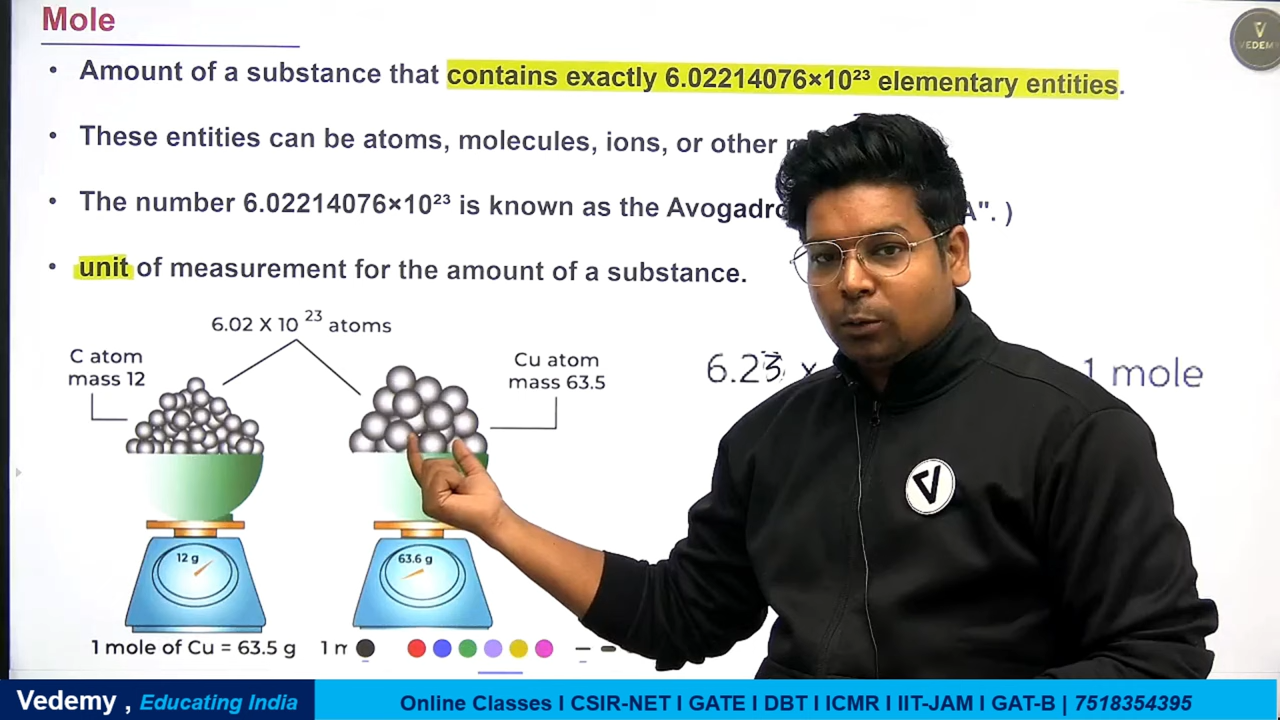 Mole
VEDEMY
• Amount of a substance that contains exactly 6.02214076×10²³ elementary entities.
• These entities can be atoms, molecules, ions, or other
• The number 6.02214076×10²³ is known as the Avogadro A". )
• unit of measurement for the amount of a substance.
6.02 X 10 23 atoms
C atom
mass 12
Cu atom
mass 63.5
6.23 × 1 mole
12 g
63.6 g
1 mole of Cu = 63.5 g
1 m
Vedemy , Educating India
Online Classes I CSIR-NET I GATE I DBT I ICMR I IIT-JAM I GAT-B | 7518354395